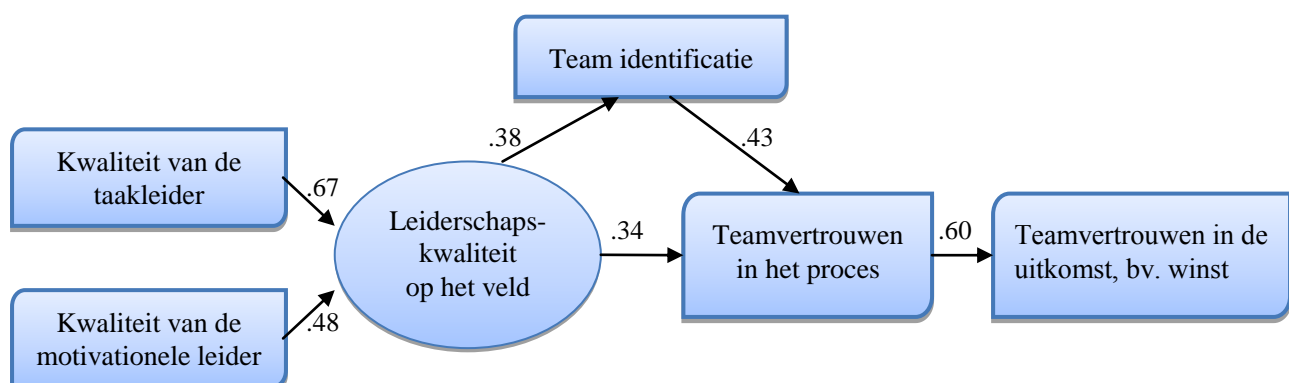 Team identificatie
.38
.43
Kwaliteit van de
taakleider
.67
Leiderschaps-
kwaliteit
op het veld
.34
Teamvertrouwen
in het proces
.60
Teamvertrouwen in de
uitkomst, bv. winst
Kwaliteit van de
motivationele leider
.48